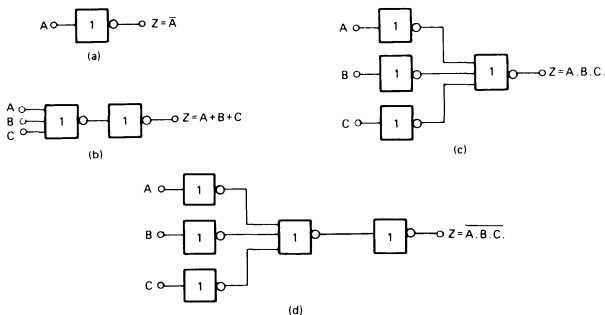 A 1 Z = A̅
(a)
A
B
C
1 1 Z = A + B + C
(b)
A 1
B 1 1 Z = A . B . C .
C 1
(c)
A 1
B 1 1 1 Z = A̅ .̅ B̅ .̅ C̅ .̅
C 1
(d)